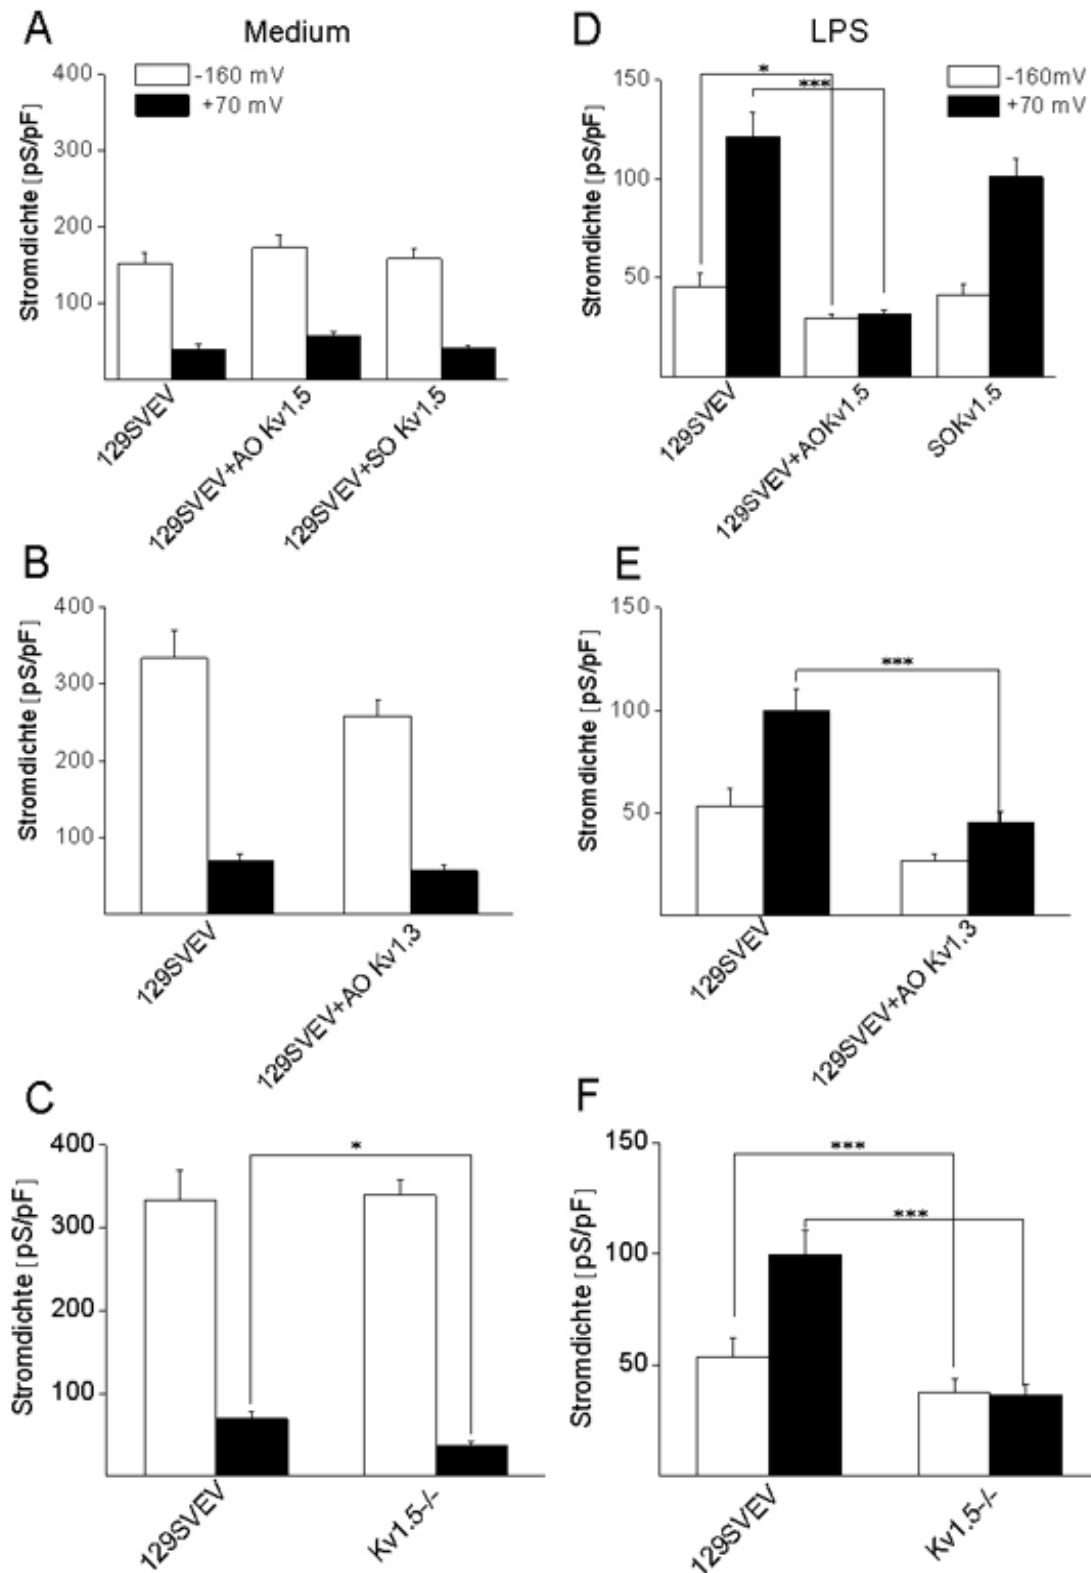 A
Medium
Stromdichte [pS/pF]
400
300
200
100
-160 mV
+70 mV
129SVEV
129SVEV+AO Kv1.5
129SVEV+SO Kv1.5
D
LPS
Stromdichte [pS/pF]
150
100
50
-160mV
+70 mV
*
***
129SVEV
129SVEV+AOKv1.5
SOKv1.5
B
Stromdichte [pS/pF]
400
300
200
100
129SVEV
129SVEV+AO Kv1.3
E
Stromdichte [pS/pF]
150
100
50
***
129SVEV
129SVEV+AO Kv1.3
C
Stromdichte [pS/pF]
400
300
200
100
*
129SVEV
Kv1.5-/-
F
Stromdichte [pS/pF]
150
100
50
***
***
129SVEV
Kv1.5-/-